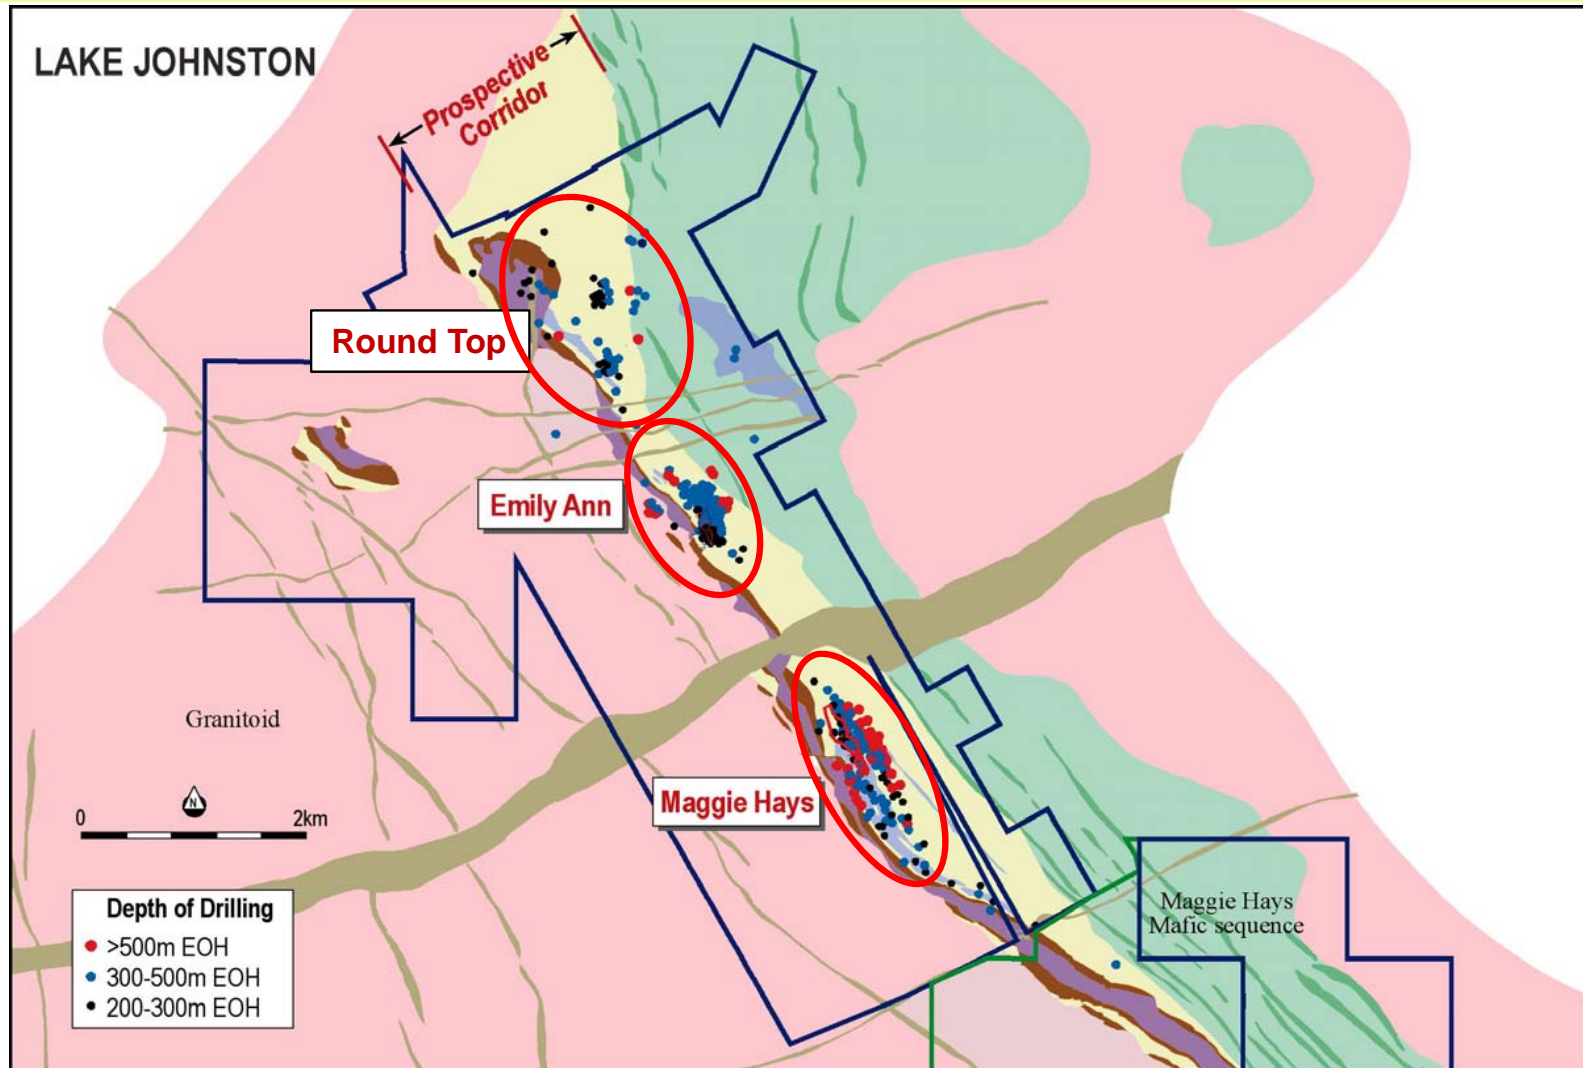 LAKE JOHNSTON
Prospective
Corridor
Round Top
Emily Ann
Granitoid
Maggie Hays
N
0 2km
Maggie Hays
Mafic sequence
Depth of Drilling
>500m EOH
300-500m EOH
200-300m EOH